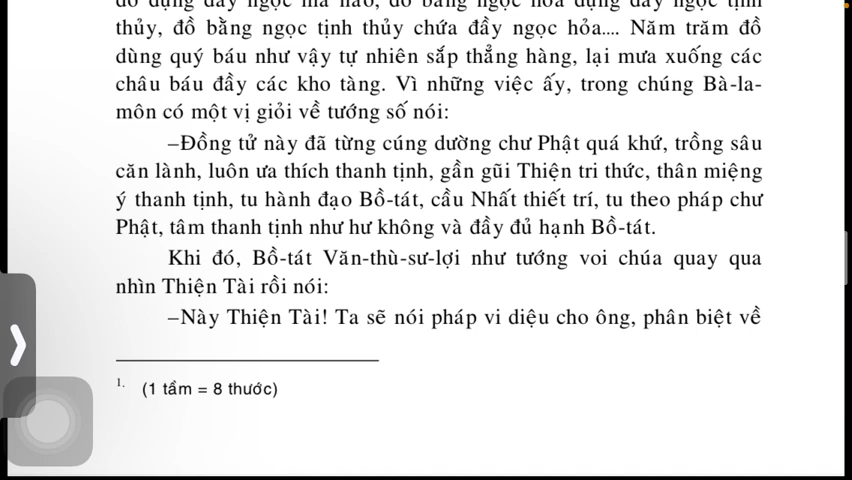 thủy, đồ bằng ngọc tịnh thủy chứa đầy ngọc hỏa.... Năm trăm đồ
dùng quý báu như vậy tự nhiên sắp thẳng hàng, lại mưa xuống các
châu báu đầy các kho tàng. Vì những việc ấy, trong chúng Bà-la-
môn có một vị giỏi về tướng số nói:
–Đồng tử này đã từng cúng dường chư Phật quá khứ, trồng sâu
căn lành, luôn ưa thích thanh tịnh, gần gũi Thiện tri thức, thân miệng
ý thanh tịnh, tu hành đạo Bồ-tát, cầu Nhất thiết trí, tu theo pháp chư
Phật, tâm thanh tịnh như hư không và đầy đủ hạnh Bồ-tát.
Khi đó, Bồ-tát Văn-thù-sư-lợi như tướng voi chúa quay qua
nhìn Thiện Tài rồi nói:
–Này Thiện Tài! Ta sẽ nói pháp vi diệu cho ông, phân biệt về
1. (1 tầm = 8 thước)